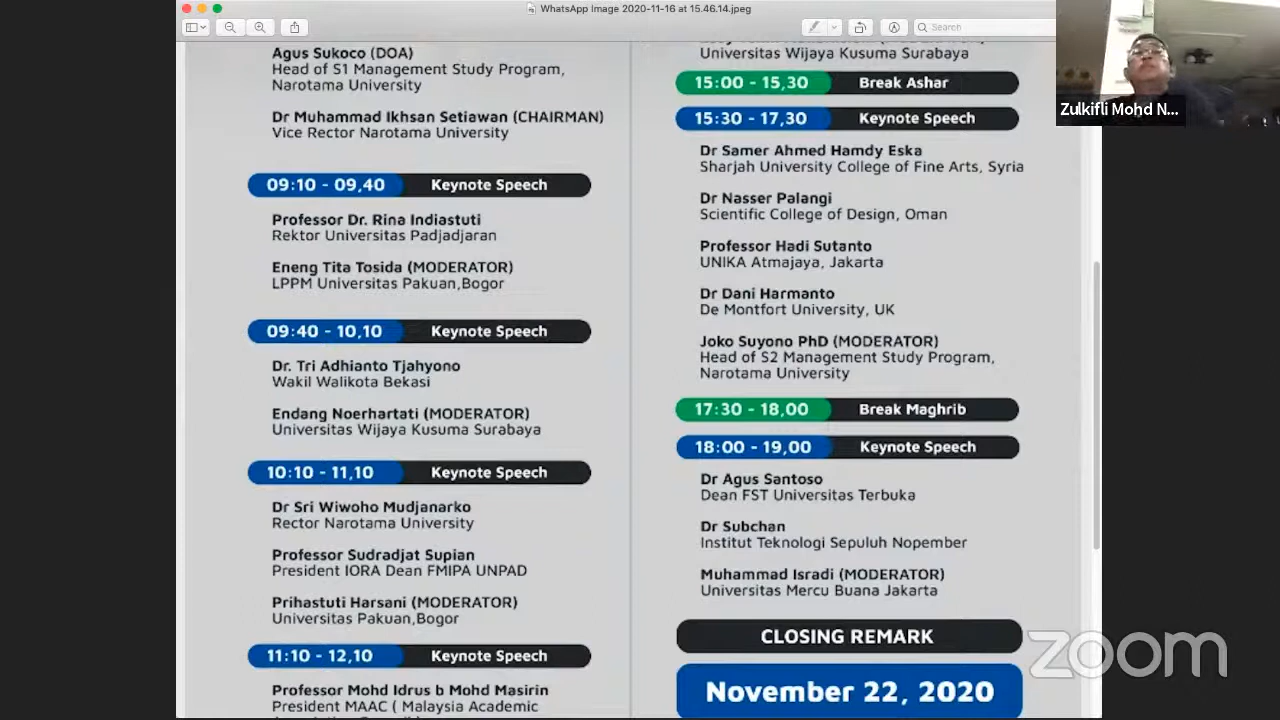 WhatsApp Image 2020-11-16 at 15.46.14.jpeg
Search
Agus Sukoco (DOA)
Head of S1 Management Study Program,
Narotama University
Dr Muhammad Ikhsan Setiawan (CHAIRMAN)
Vice Rector Narotama University
09:10 - 09,40 Keynote Speech
Professor Dr. Rina Indiastuti
Rektor Universitas Padjadjaran
Eneng Tita Tosida (MODERATOR)
LPPM Universitas Pakuan,Bogor
09:40 - 10,10 Keynote Speech
Dr. Tri Adhianto Tjahyono
Wakil Walikota Bekasi
Endang Noerhartati (MODERATOR)
Universitas Wijaya Kusuma Surabaya
10:10 - 11,10 Keynote Speech
Dr Sri Wiwoho Mudjanarko
Rector Narotama University
Professor Sudradjat Supian
President IORA Dean FMIPA UNPAD
Prihastuti Harsani (MODERATOR)
Universitas Pakuan,Bogor
11:10 - 12,10 Keynote Speech
Professor Mohd Idrus b Mohd Masirin
President MAAC ( Malaysia Academic
Universitas Wijaya Kusuma Surabaya
15:00 - 15,30 Break Ashar
15:30 - 17,30 Keynote Speech
Dr Samer Ahmed Hamdy Eska
Sharjah University College of Fine Arts, Syria
Dr Nasser Palangi
Scientific College of Design, Oman
Professor Hadi Sutanto
UNIKA Atmajaya, Jakarta
Dr Dani Harmanto
De Montfort University, UK
Joko Suyono PhD (MODERATOR)
Head of S2 Management Study Program,
Narotama University
17:30 - 18,00 Break Maghrib
18:00 - 19,00 Keynote Speech
Dr Agus Santoso
Dean FST Universitas Terbuka
Dr Subchan
Institut Teknologi Sepuluh Nopember
Muhammad Isradi (MODERATOR)
Universitas Mercu Buana Jakarta
CLOSING REMARK
November 22, 2020
Zulkifli Mohd N...
zoom